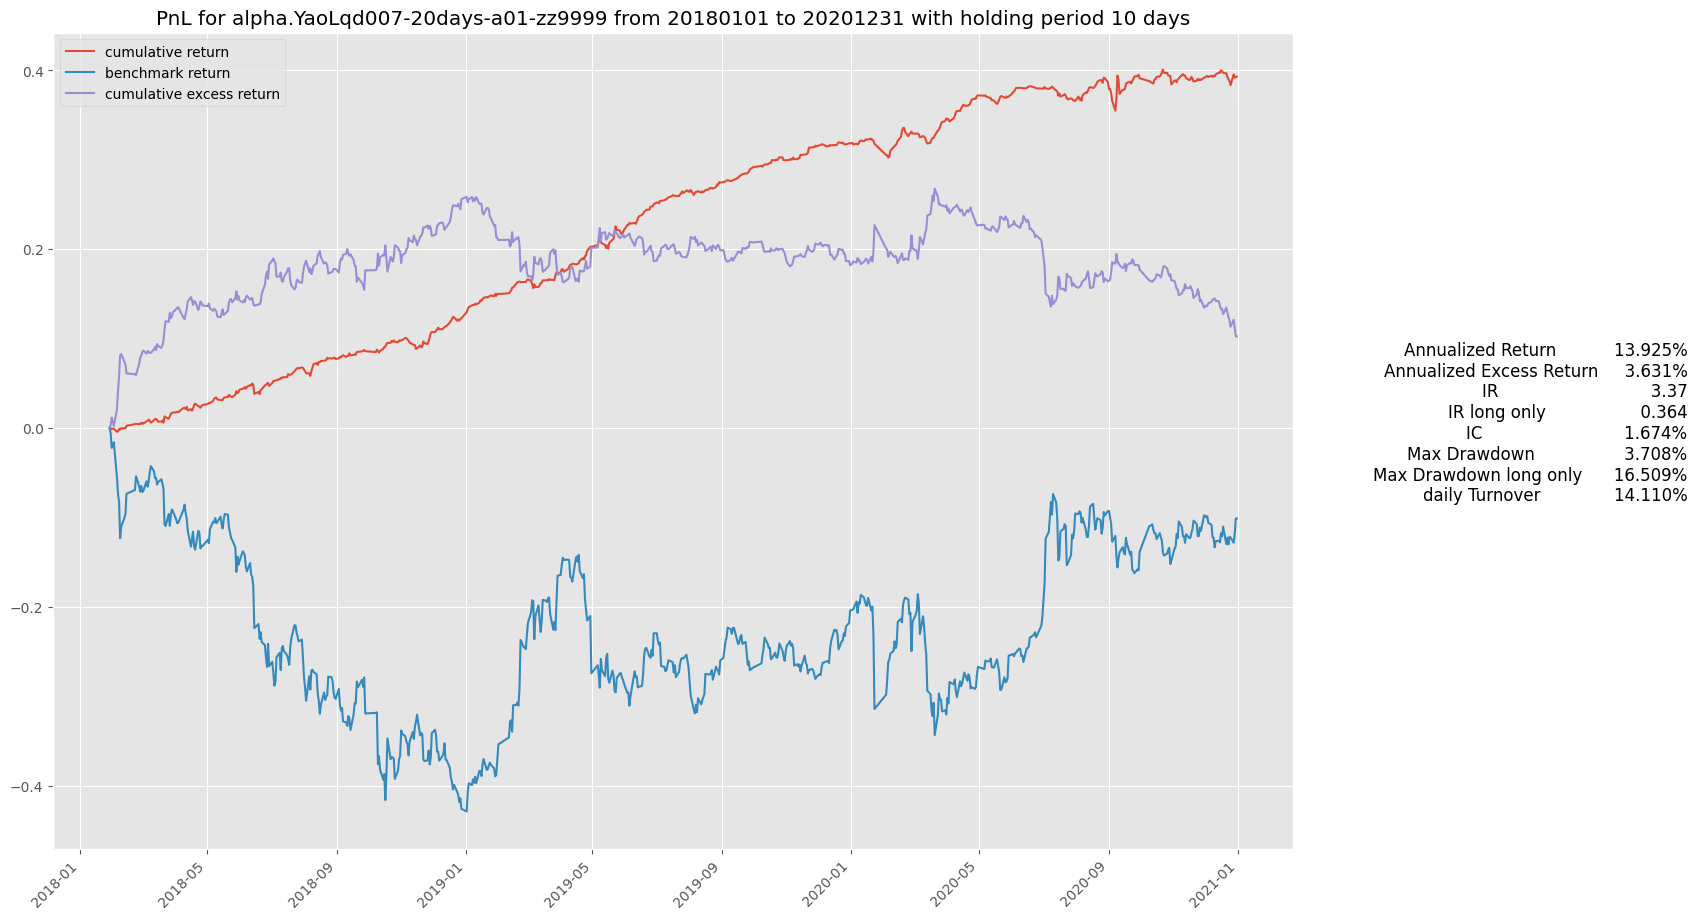 PnL for alpha.YaoLqd007-20days-a01-zz9999 from 20180101 to 20201231 with holding period 10 days
cumulative return
benchmark return
cumulative excess return
0.4
0.2
0.0
−0.2
−0.4
2018-01
2018-05
2018-09
2019-01
2019-05
2019-09
2020-01
2020-05
2020-09
2021-01
Annualized Return 13.925%
Annualized Excess Return 3.631%
IR 3.37
IR long only 0.364
IC 1.674%
Max Drawdown 3.708%
Max Drawdown long only 16.509%
daily Turnover 14.110%